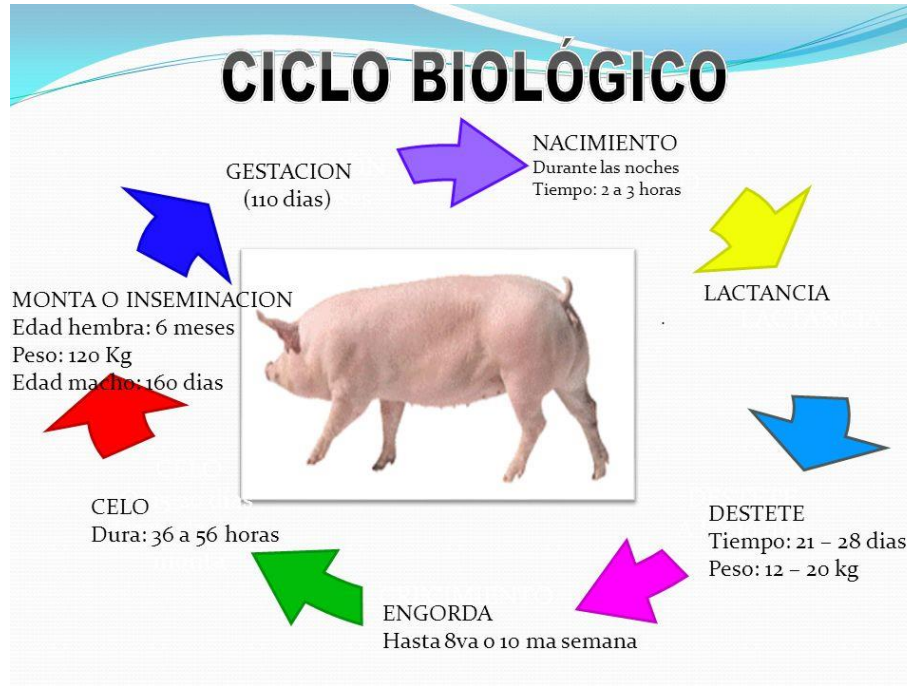 CICLO BIOLÓGICO
NACIMIENTO
Durante las noches
Tiempo: 2 a 3 horas
LACTANCIA
DESTETE
Tiempo: 21 – 28 dias
Peso: 12 – 20 kg
ENGORDA
Hasta 8va o 10 ma semana
CELO
Dura: 36 a 56 horas
MONTA O INSEMINACION
Edad hembra: 6 meses
Peso: 120 Kg
Edad macho: 160 dias
GESTACION
(110 dias)